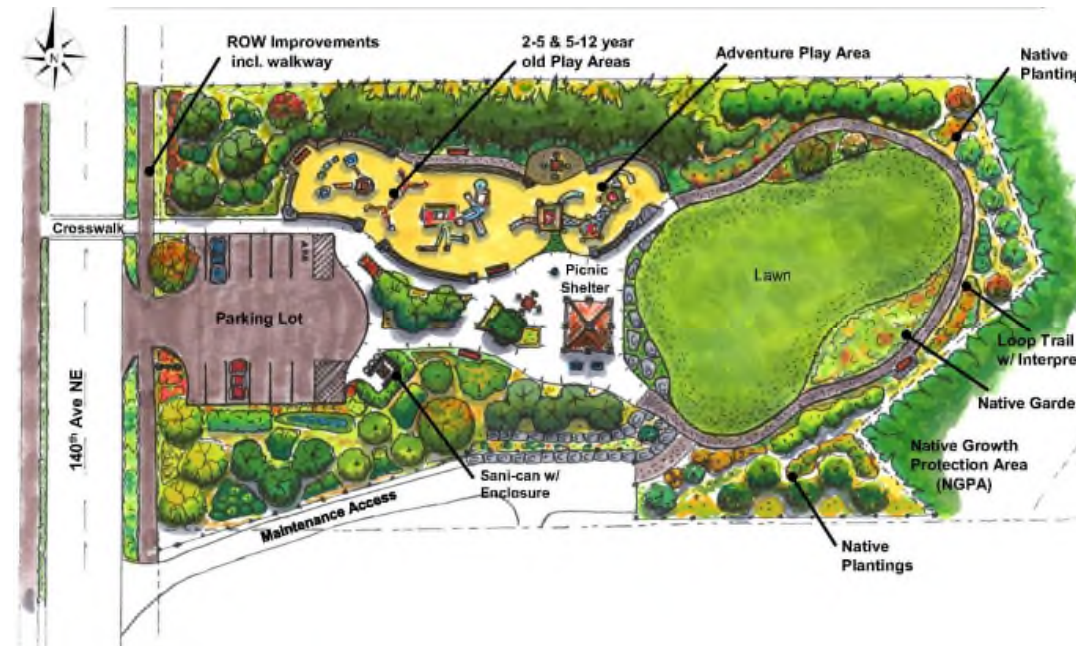 N
ROW Improvements
incl. walkway
2-5 & 5-12 year
old Play Areas
Adventure Play Area
Native
Planting
Crosswalk
Picnic
Shelter
Lawn
Parking Lot
Loop Trail
w/ Interpre
Native Garde
140th Ave NE
Native Growth
Protection Area
(NGPA)
Sani-can w/
Enclosure
Maintenance Access
Native
Plantings